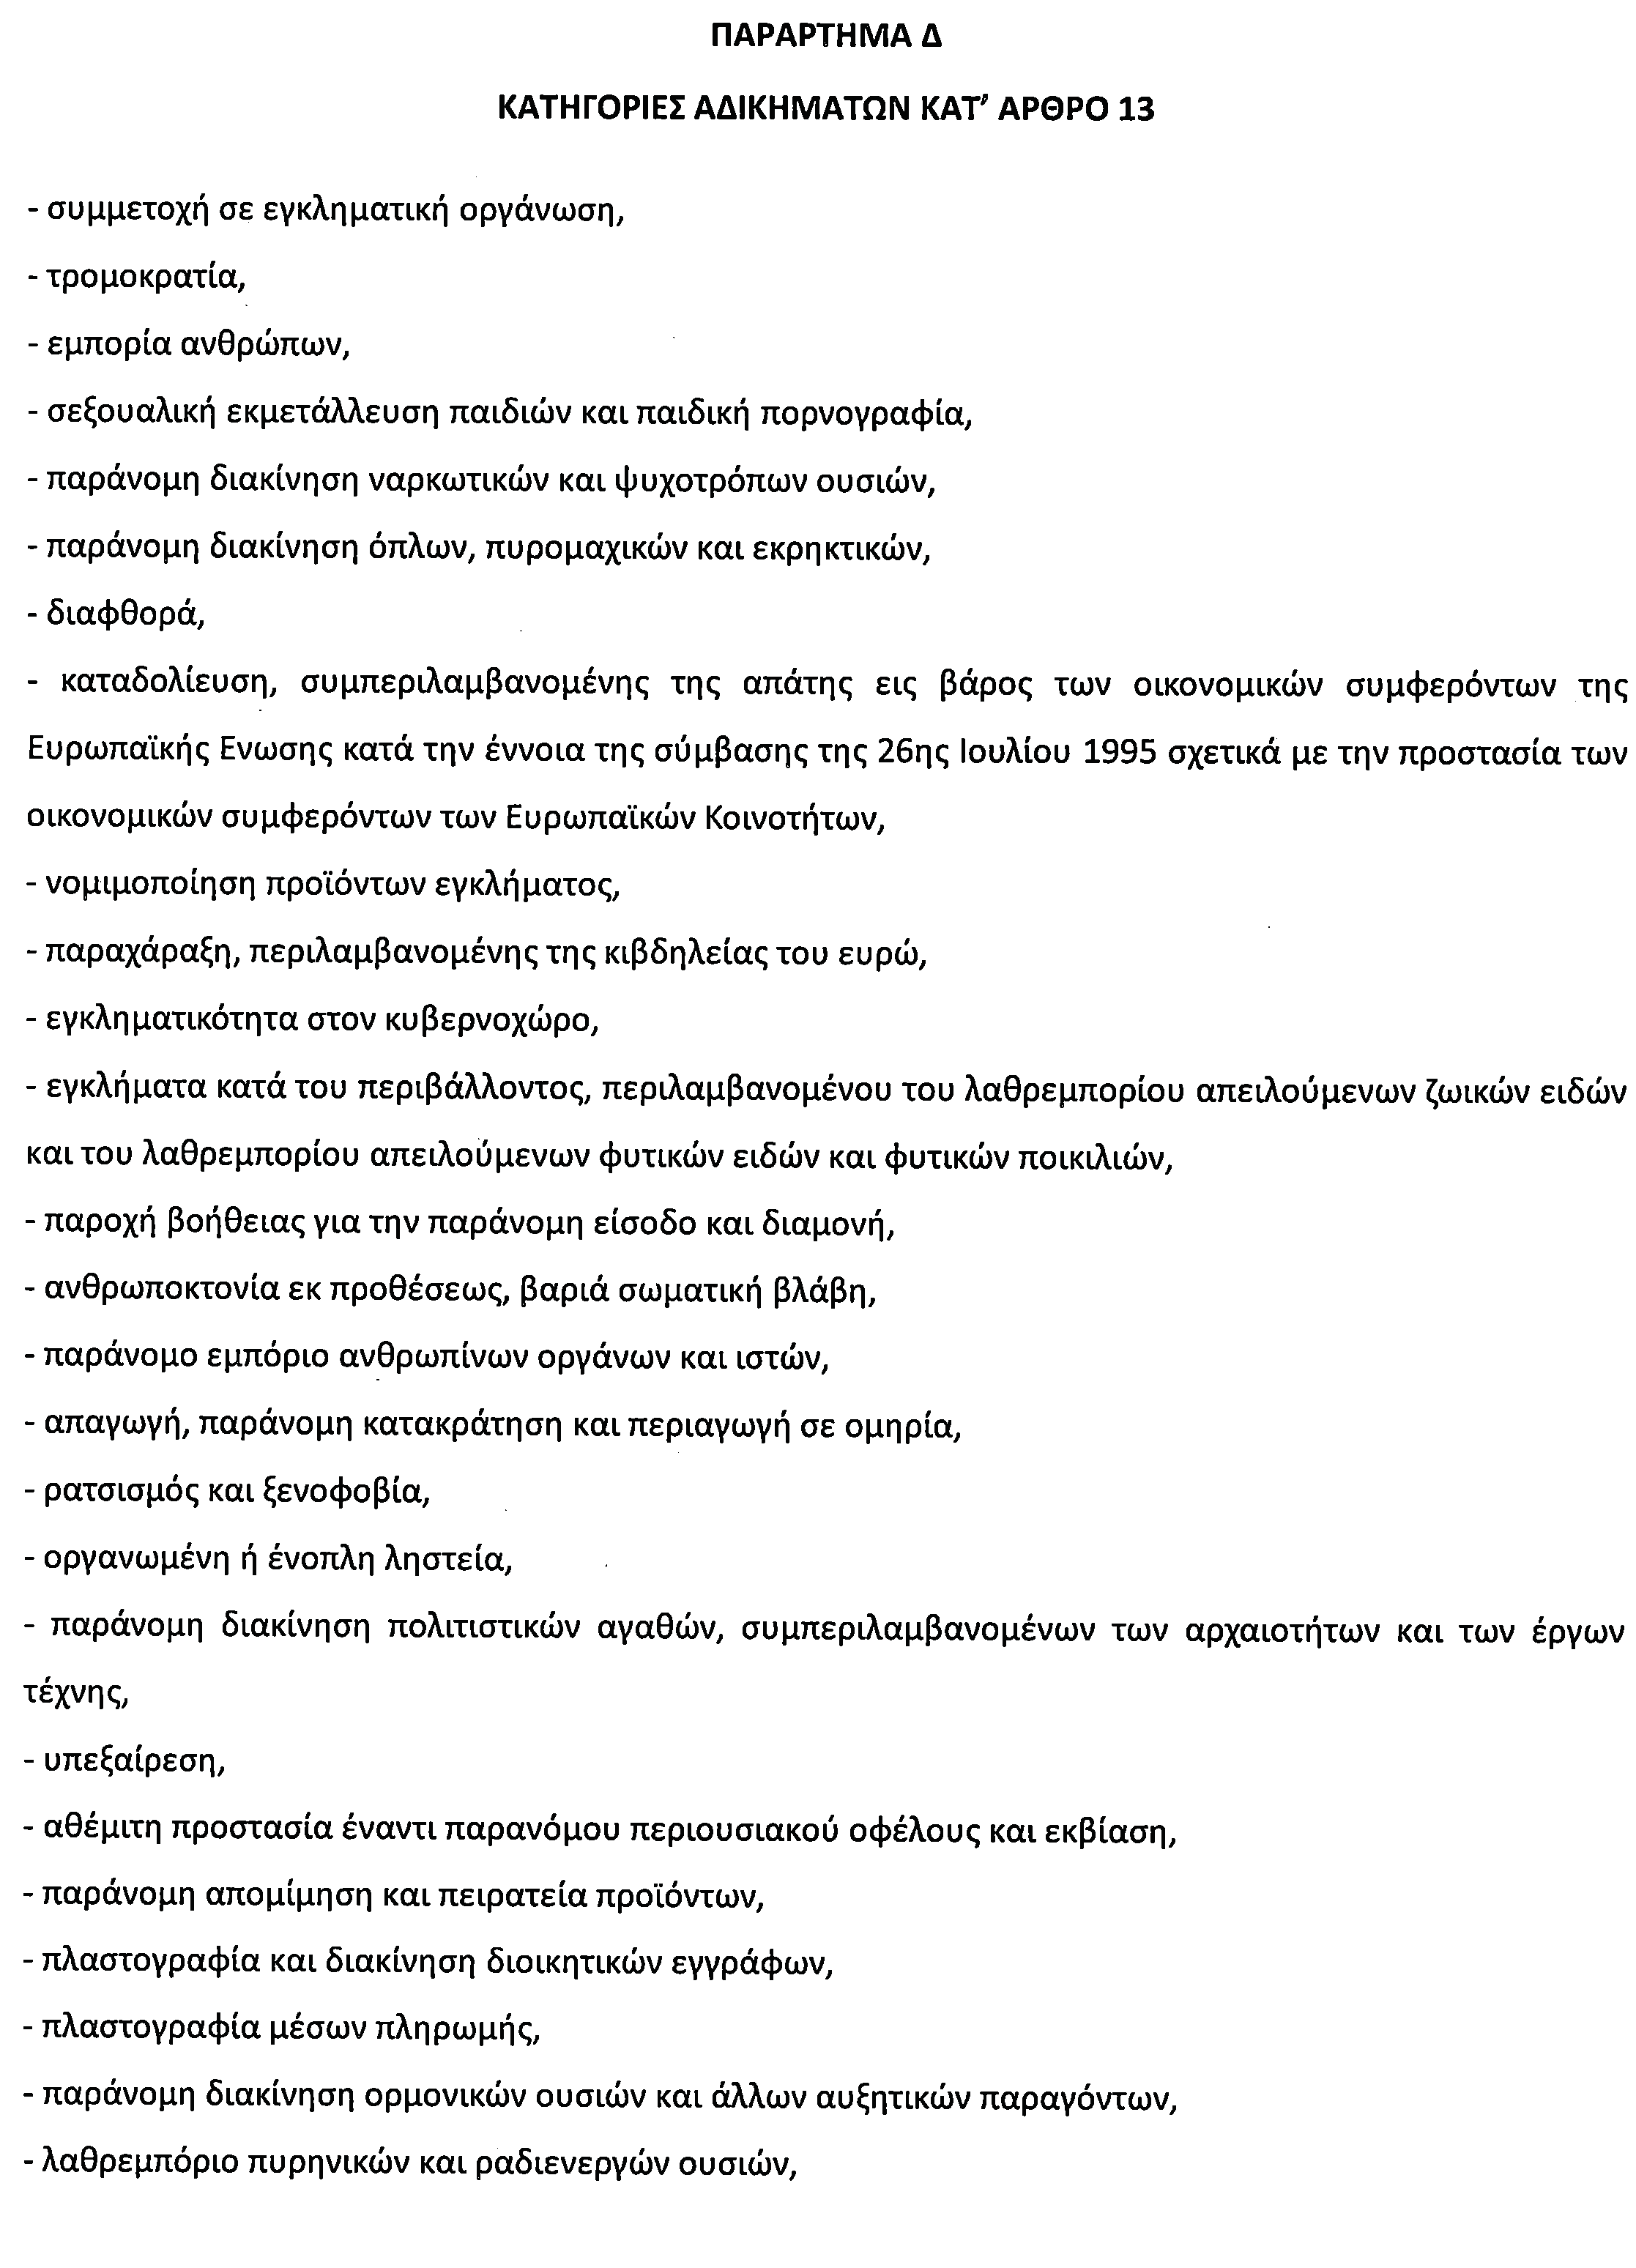 ΠΑΡΑΡΤΗΜΑ Δ
ΚΑΤΗΓΟΡΙΕΣ ΑΔΙΚΗΜΑΤΩΝ ΚΑΤ' ΑΡΘΡΟ 13
- συμμετοχή σε εγκληματική οργάνωση,
- τρομοκρατία,
- εμπορία ανθρώπων,
- σεξουαλική εκμετάλλευση παιδιών και παιδική πορνογραφία,
- παράνομη διακίνηση ναρκωτικών και ψυχοτρόπων ουσιών,
- παράνομη διακίνηση όπλων, πυρομαχικών και εκρηκτικών,
- διαφθορά,
- καταδολίευση, συμπεριλαμβανομένης της απάτης εις βάρος των οικονομικών συμφερόντων της
Ευρωπαϊκής Ενωσης κατά την έννοια της σύμβασης της 26ης Ιουλίου 1995 σχετικά με την προστασία των
οικονομικών συμφερόντων των Ευρωπαϊκών Κοινοτήτων,
- νομιμοποίηση προϊόντων εγκλήματος,
- παραχάραξη, περιλαμβανομένης της κιβδηλείας του ευρώ,
- εγκληματικότητα στον κυβερνοχώρο,
- εγκλήματα κατά του περιβάλλοντος, περιλαμβανομένου του λαθρεμπορίου απειλούμενων ζωικών ειδών
και του λαθρεμπορίου απειλούμενων φυτικών ειδών και φυτικών ποικιλιών,
- παροχή βοήθειας για την παράνομη είσοδο και διαμονή,
- ανθρωποκτονία εκ προθέσεως, βαριά σωματική βλάβη,
- παράνομο εμπόριο ανθρωπίνων οργάνων και ιστών,
- απαγωγή, παράνομη κατακράτηση και περιαγωγή σε ομηρία,
- ρατσισμός και ξενοφοβία,
- οργανωμένη ή ένοπλη ληστεία,
- παράνομη διακίνηση πολιτιστικών αγαθών, συμπεριλαμβανομένων των αρχαιοτήτων και των έργων
τέχνης,
- υπεξαίρεση,
- αθέμιτη προστασία έναντι παρανόμου περιουσιακού οφέλους και εκβίαση,
- παράνομη απομίμηση και πειρατεία προϊόντων,
- πλαστογραφία και διακίνηση διοικητικών εγγράφων,
- πλαστογραφία μέσων πληρωμής,
- παράνομη διακίνηση ορμονικών ουσιών και άλλων αυξητικών παραγόντων,
- λαθρεμπόριο πυρηνικών και ραδιενεργών ουσιών,